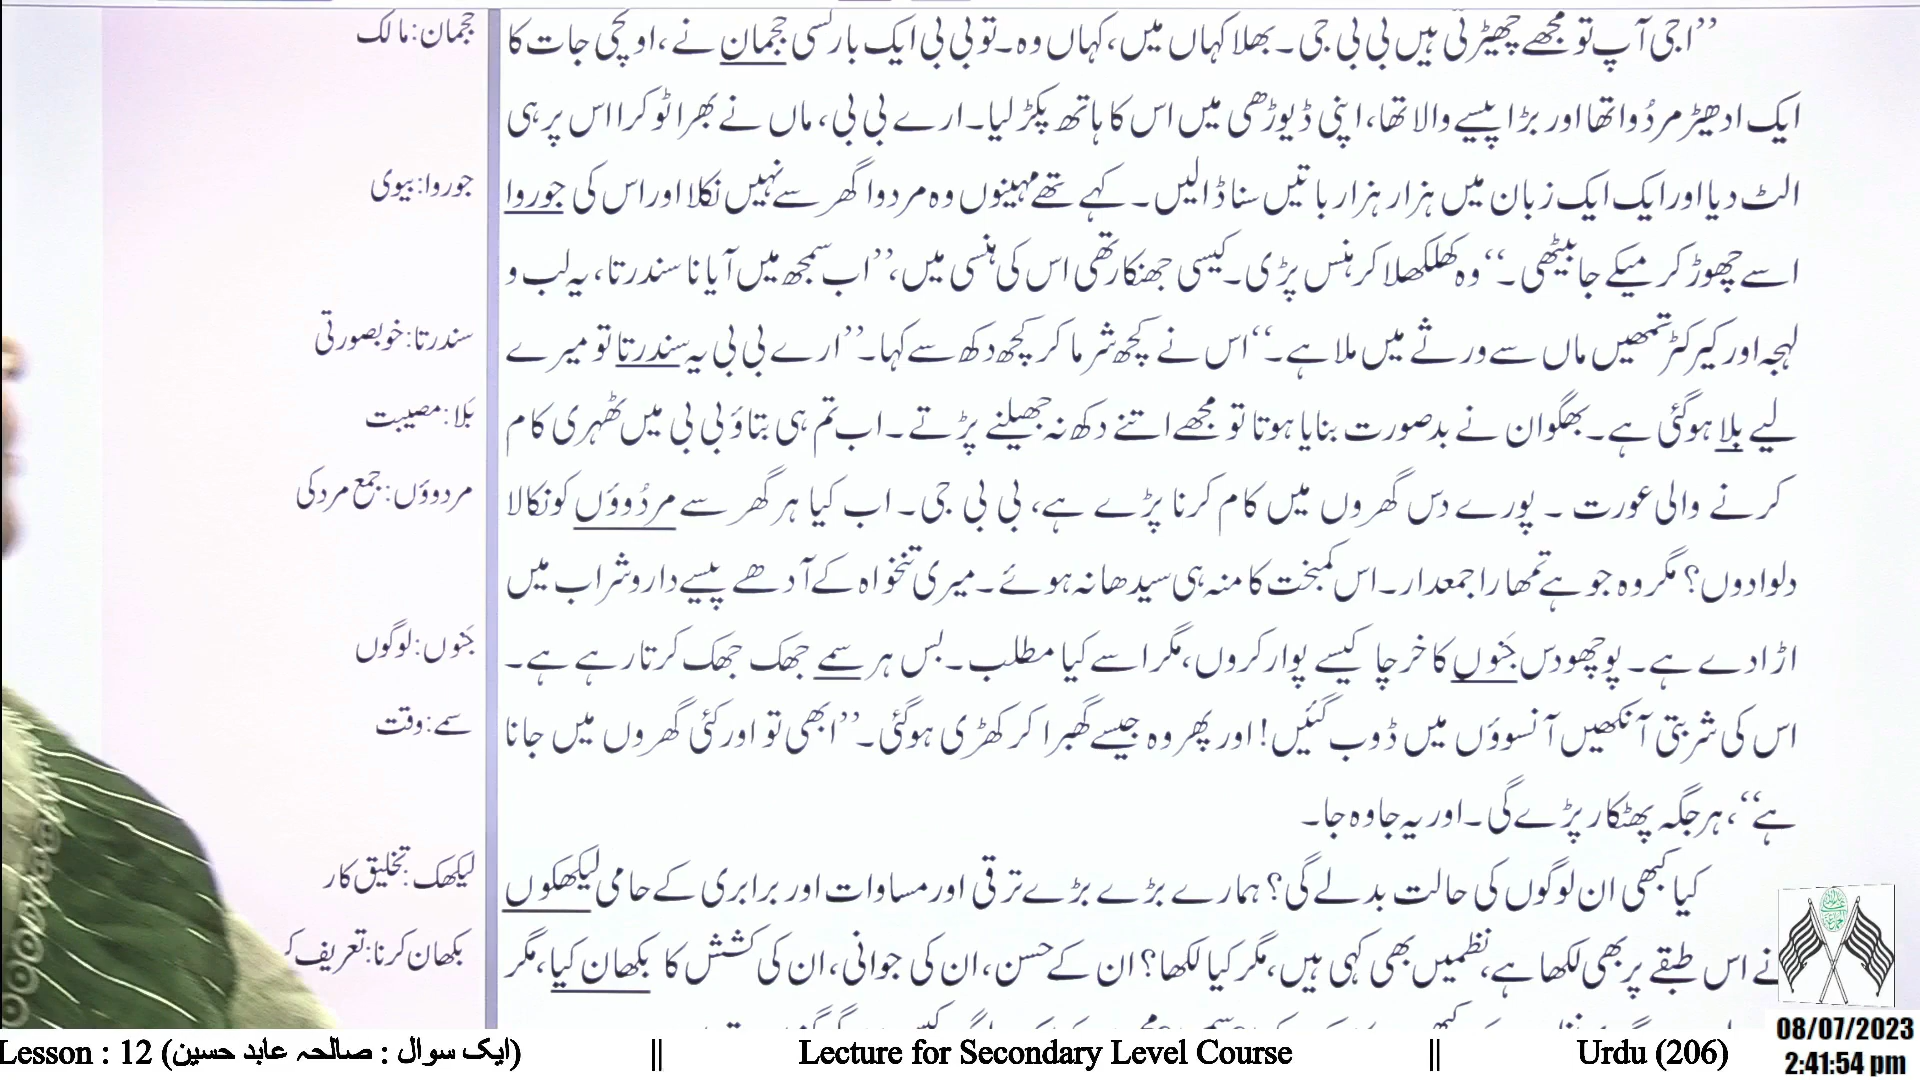 ’’اجی آپ تو مجھے چھیڑتی ہیں بی بی جی۔ بھلا کہاں میں، کہاں وہ۔ تو بی بی ایک بار کسی ججمان نے، اونچی جات کا
ایک ادھیڑ مردُوا تھا اور بڑا پیسے والا تھا، اپنی ڈیوڑھی میں اس کا ہاتھ پکڑ لیا۔ ارے بی بی، ماں نے بھرا ٹوکرا اس پر ہی
الٹ دیا اور ایک ایک زبان میں ہزار ہزار باتیں سنا ڈالیں۔ کہے تھے مہینوں وہ مردوا گھر سے نہیں نکلا اور اس کی جوروا
اسے چھوڑ کر میکے جا بیٹھی۔‘‘ وہ کھلکھلا کر ہنس پڑی۔ کیسی جھنکار تھی اس کی ہنسی میں، ’’اب سمجھ میں آیا نا سندرتا، یہ لب و
لہجہ اور کیرکٹر تمھیں ماں سے ورثے میں ملا ہے۔‘‘ اس نے کچھ شرما کر کچھ دکھ سے کہا۔ ’’ارے بی بی یہ سندرتا تو میرے
لیے بلا ہوگئی ہے۔ بھگوان نے بدصورت بنایا ہوتا تو مجھے اتنے دکھ نہ جھیلنے پڑتے۔ اب تم ہی بتاؤ بی بی میں ٹھہری کام
کرنے والی عورت ۔ پورے دس گھروں میں کام کرنا پڑے ہے، بی بی جی۔ اب کیا ہر گھر سے مردُوؤں کو نکالا
دلوا دوں؟ مگر وہ جو ہے تمھارا جمعدار۔ اس کمبخت کا منہ ہی سیدھا نہ ہوئے۔ میری تنخواہ کے آدھے پیسے دارو شراب میں
اڑا دے ہے۔ پوچھو دس جَنوں کا خرچا کیسے پوار کروں، مگر اسے کیا مطلب۔ بس ہر سمے جھک جھک کرتا رہے ہے۔
اس کی شربتی آنکھیں آنسوؤں میں ڈوب گئیں! اور پھر وہ جیسے گھبرا کر کھڑی ہوگئی۔ ’’ابھی تو اور کئی گھروں میں جانا
ہے‘‘، ہر جگہ پھٹکار پڑے گی۔ اور یہ جا وہ جا۔
کیا کبھی ان لوگوں کی حالت بدلے گی؟ ہمارے بڑے بڑے ترقی اور مساوات اور برابری کے حامی لیکھکوں
نے اس طبقے پر بھی لکھا ہے، نظمیں بھی کہی ہیں، مگر کیا لکھا؟ ان کے حسن، ان کی جوانی، ان کی کشش کا بکھان کیا، مگر
ججمان: مالک
جوروا: بیوی
سندرتا: خوبصورتی
بَلا: مصیبت
مردوؤں: جمع مرد کی
جَنوں: لوگوں
سمے: وقت
لیکھک: تخلیق کار
بکھان کرنا: تعریف کر
08/07/2023
2:41:54 pm
Lesson : 12 (ایک سوال : صالحہ عابد حسین) || Lecture for Secondary Level Course || Urdu (206)